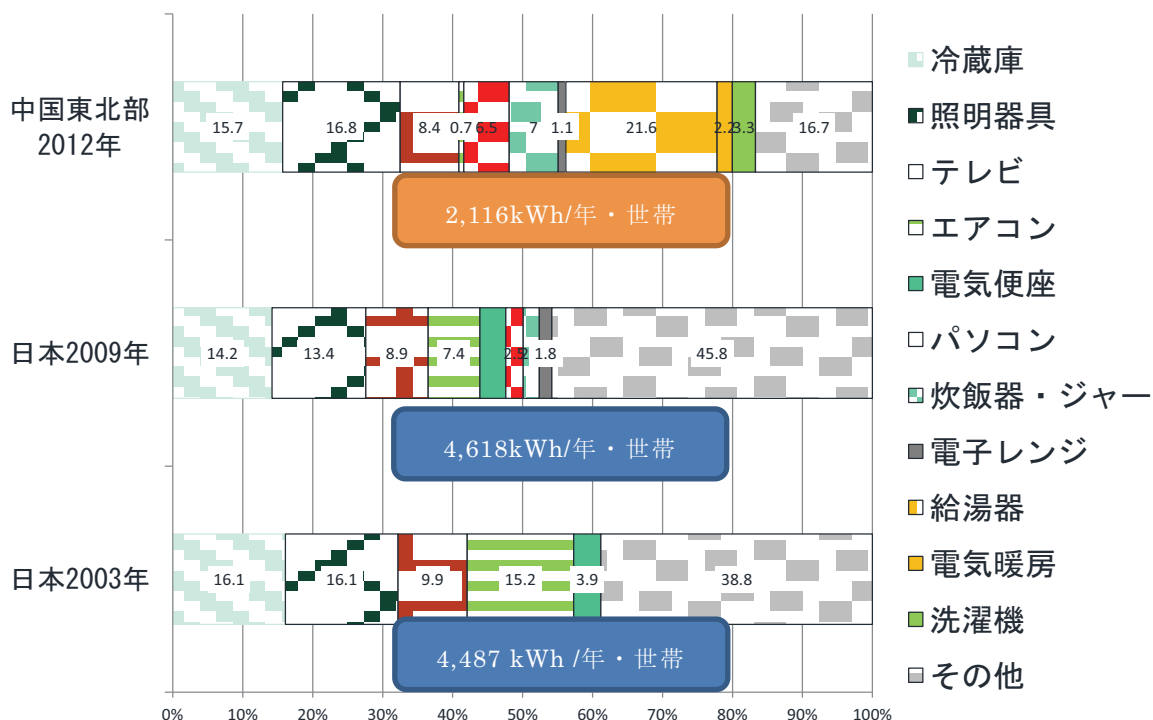 中国東北部
2012年
15.7
16.8
8.4
0.7
6.5
7
1.1
21.6
2.2
3.3
16.7
2,116kWh/年・世帯
日本2009年
14.2
13.4
8.9
7.4
2.5
2
1.8
45.8
4,618kWh/年・世帯
日本2003年
16.1
16.1
9.9
15.2
3.9
38.8
4,487 kWh /年・世帯
0%
10%
20%
30%
40%
50%
60%
70%
80%
90%
100%
冷蔵庫
照明器具
テレビ
エアコン
電気便座
パソコン
炊飯器・ジャー
電子レンジ
給湯器
電気暖房
洗濯機
その他